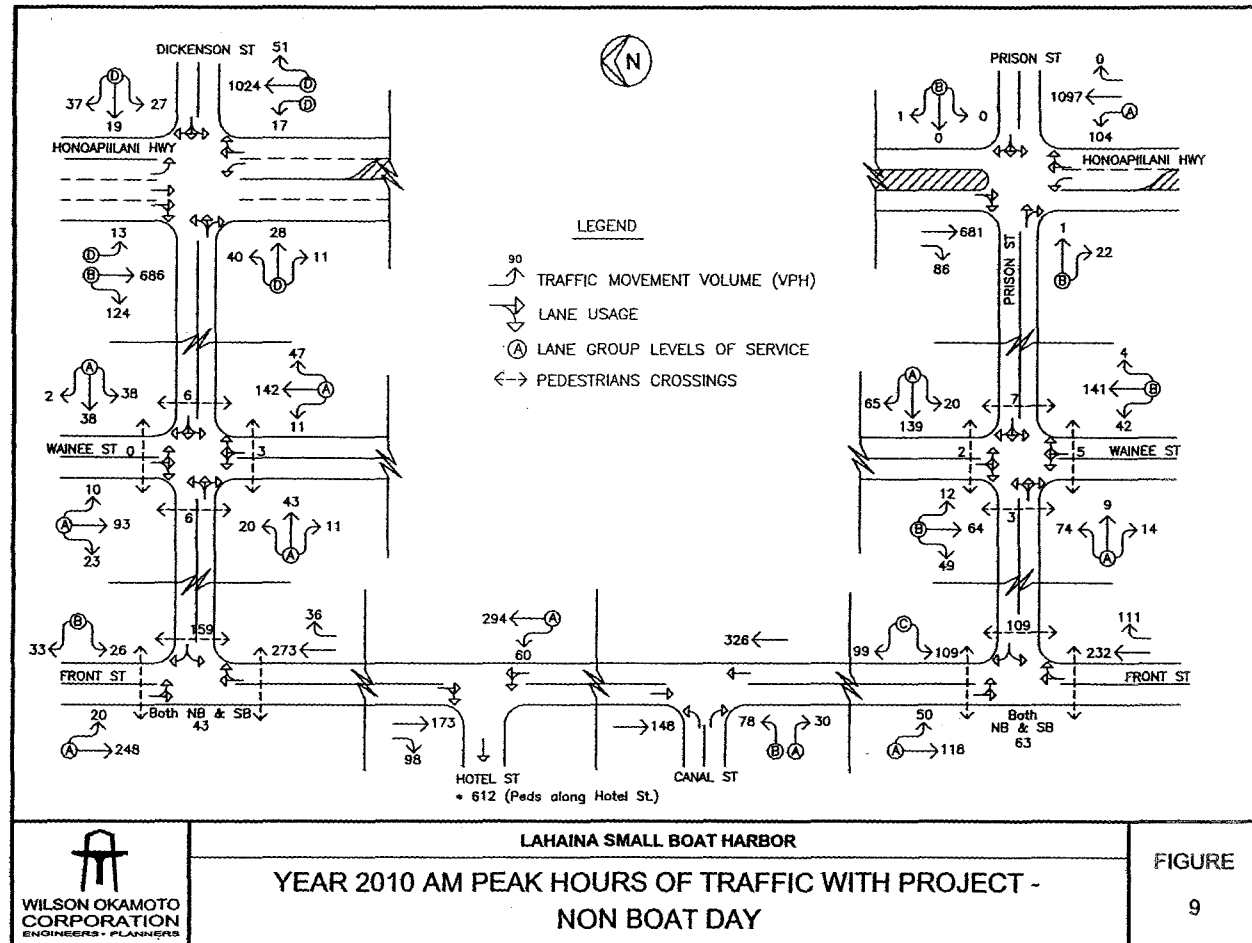 DICKENSON ST
51
1024
D
D
17
D
37
27
19
HONOAPIILANI HWY
13
D
B
686
124
28
40
11
D
N
PRISON ST
0
1097
A
104
B
1
0
0
HONOAPIILANI HWY
681
86
PRISON ST
1
22
B
LEGEND
90
TRAFFIC MOVEMENT VOLUME (VPH)
LANE USAGE
A LANE GROUP LEVELS OF SERVICE
PEDESTRIANS CROSSINGS
A
2
38
38
6
47
142
A
11
WAINEE ST
0
3
10
A
93
23
6
43
20
11
A
A
65
20
139
7
4
141
B
42
2
5
WAINEE ST
12
B
64
49
3
9
74
14
A
B
33
26
159
36
273
FRONT ST
20
A
248
Both NB & SB
43
294
A
60
173
98
HOTEL ST
* 612 (Peds along Hotel St.)
326
148
78
30
B
A
CANAL ST
C
99
109
109
111
232
FRONT ST
50
A
118
Both
NB & SB
63
WILSON OKAMOTO
CORPORATION
ENGINEERS - PLANNERS
LAHAINA SMALL BOAT HARBOR
YEAR 2010 AM PEAK HOURS OF TRAFFIC WITH PROJECT -
NON BOAT DAY
FIGURE
9